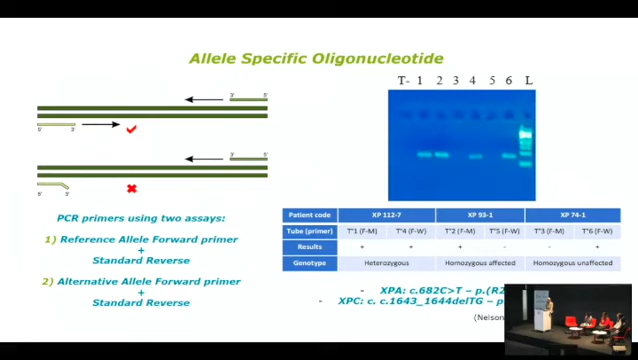 Allele Specific Oligonucleotide
T- 1 2 3 4 5 6 L
3' 5'
5' 3'
3' 5'
5'
PCR primers using two assays:
1) Reference Allele Forward primer
+
Standard Reverse
2) Alternative Allele Forward primer
+
Standard Reverse
Patient code XP 112-7 XP 93-1 XP 74-1
Tube (primer) T°1 (F-M) T°4 (F-W) T°2 (F-M) T°5 (F-W) T°3 (F-M) T°6 (F-W)
Results + + + - - +
Genotype Heterozygous Homozygous affected Homozygous unaffected
- XPA: c.682C>T – p.(R2
- XPC: c. c.1643_1644delTG – p
(Neison